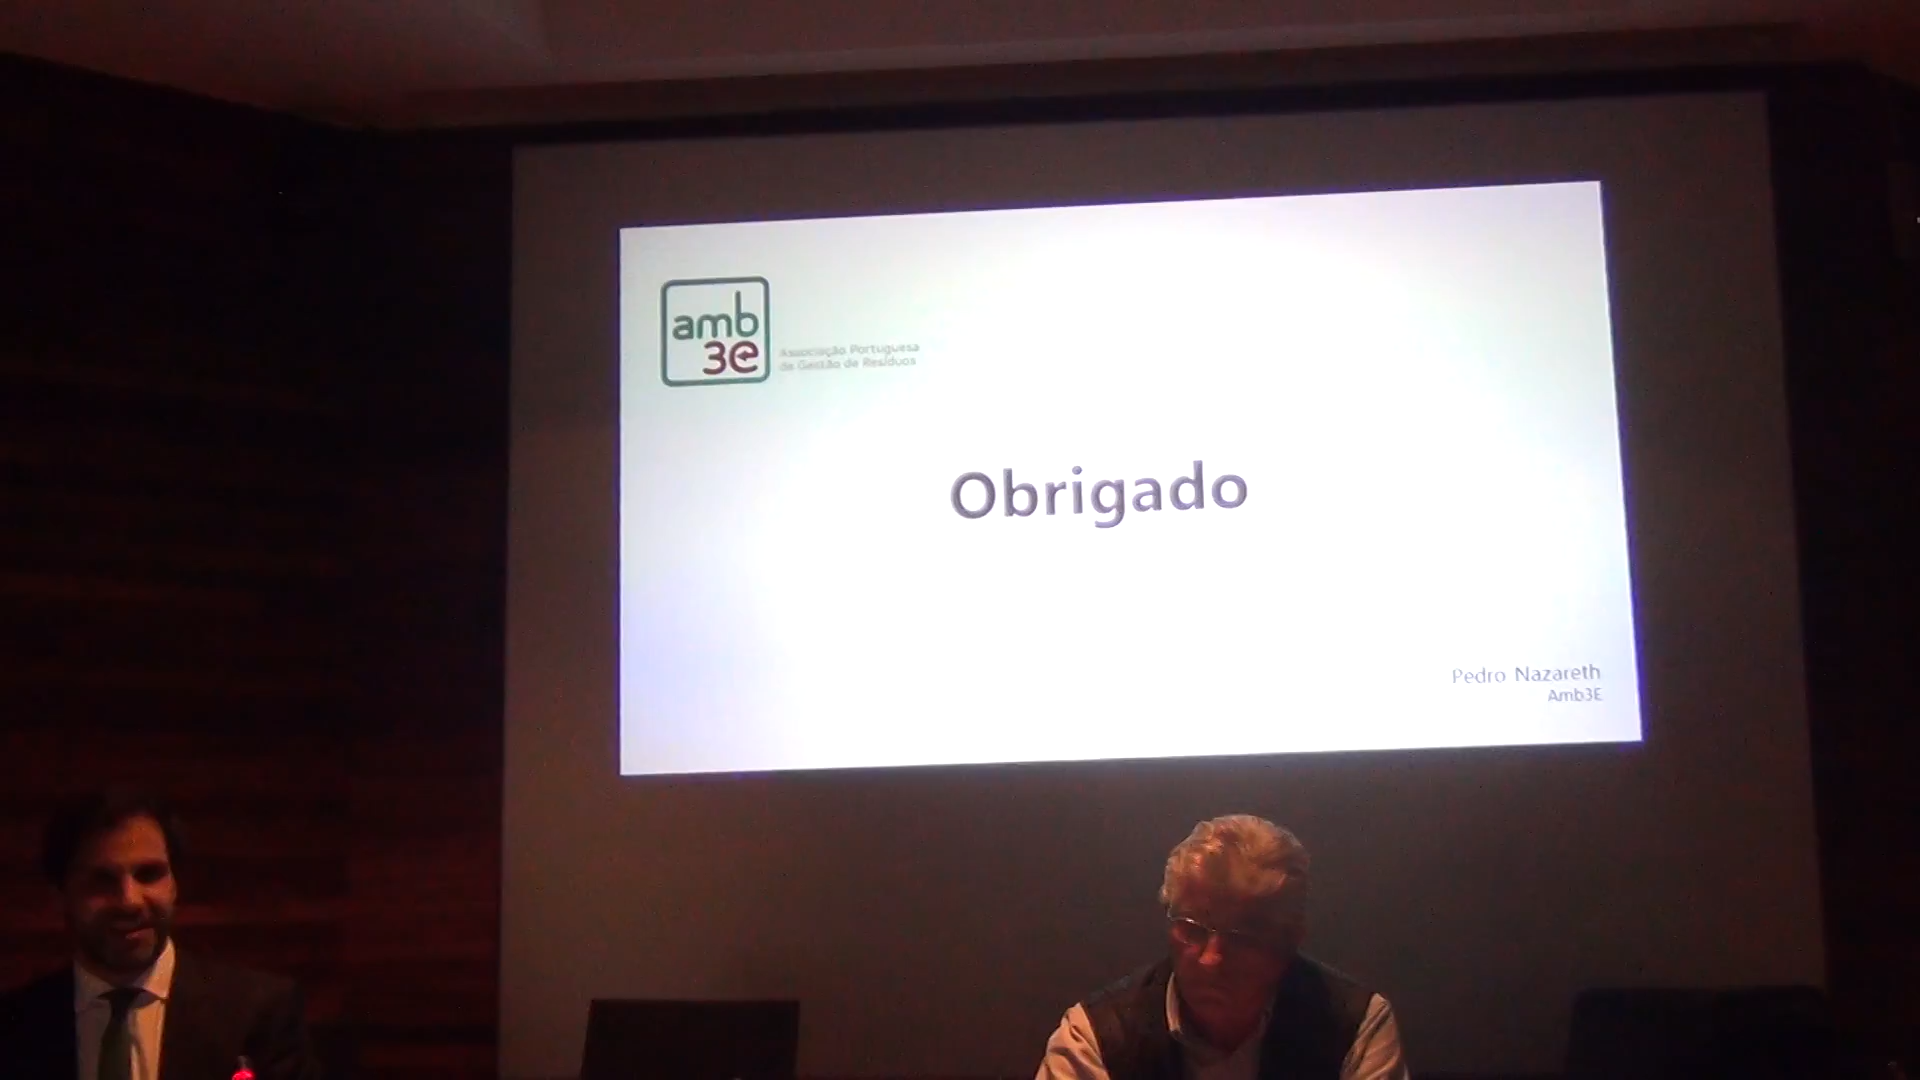 amb
3e
Associação Portuguesa
de Gestão de Resíduos
Obrigado
Pedro Nazareth
Amb3E